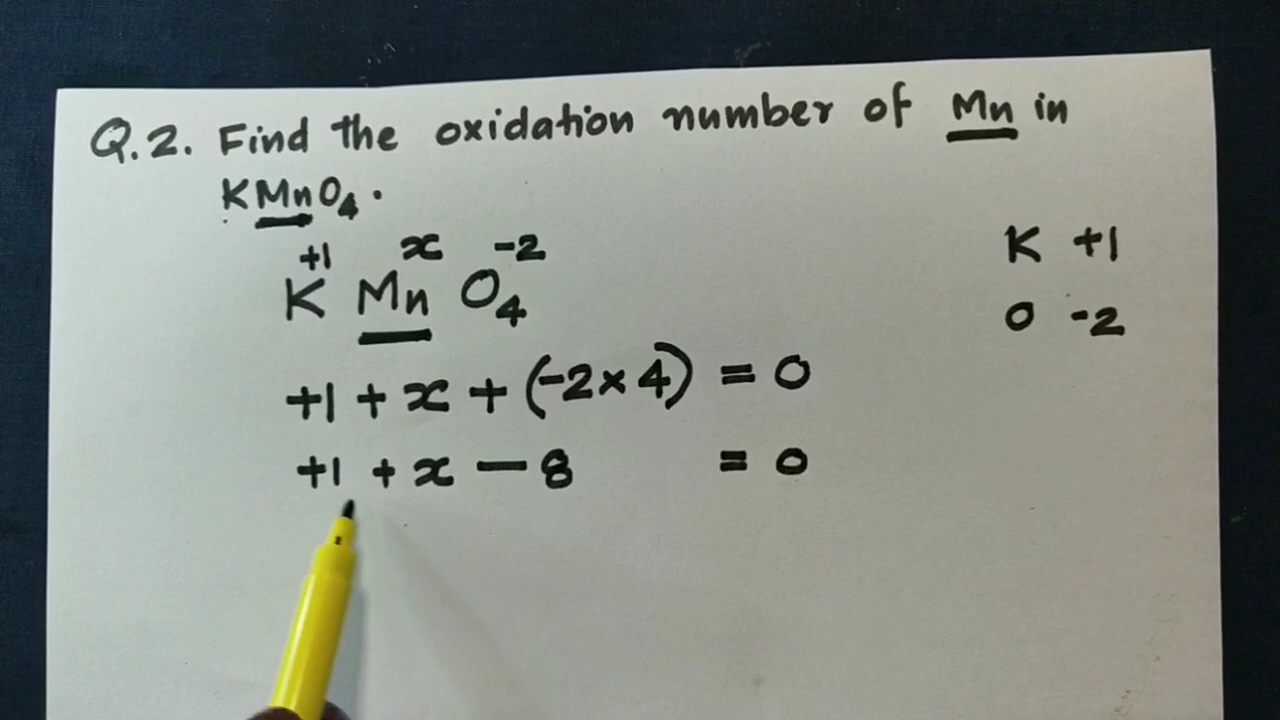 Q.2. Find the oxidation number of Mn in
KMnO₄.
+1 x -2
K Mn O₄
K +1
O -2
+1 + x + (-2×4) = 0
+1 + x - 8 = 0